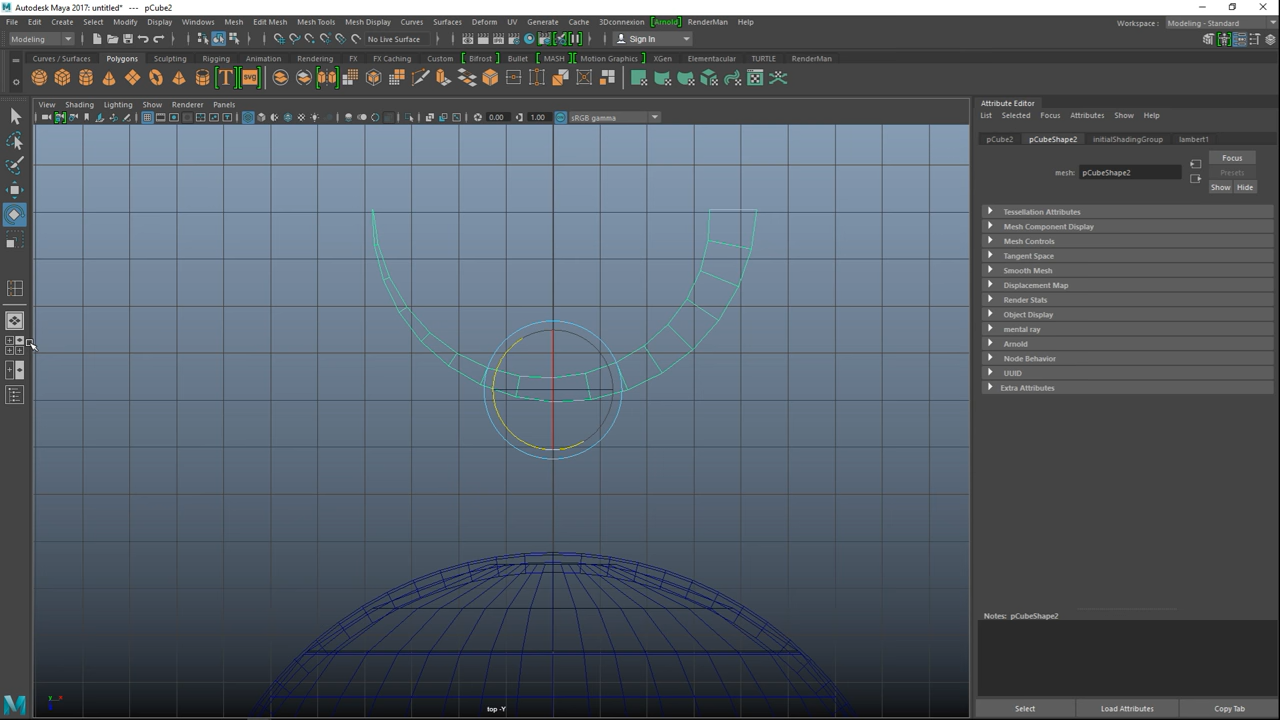 Autodesk Maya 2017: untitled* --- pCube2
File Edit Create Select Modify Display Windows Mesh Edit Mesh Mesh Tools Mesh Display Curves Surfaces Deform UV Generate Cache 3Dconnexion [Arnold] RenderMan Help
Workspace : Modeling - Standard
Modeling No Live Surface Sign In
Curves / Surfaces Polygons Sculpting Rigging Animation Rendering FX FX Caching Custom Bifrost Bullet MASH Motion Graphics XGen Elementacular TURTLE RenderMan
T SVG
View Shading Lighting Show Renderer Panels
0.00 1.00 sRGB gamma
top -Y
Attribute Editor
List Selected Focus Attributes Show Help
pCube2 pCubeShape2 initialShadingGroup lambert1
Focus
mesh: pCubeShape2 Presets
Show Hide
Tessellation Attributes
Mesh Component Display
Mesh Controls
Tangent Space
Smooth Mesh
Displacement Map
Render Stats
Object Display
mental ray
Arnold
Node Behavior
UUID
Extra Attributes
Notes: pCubeShape2
Select Load Attributes Copy Tab